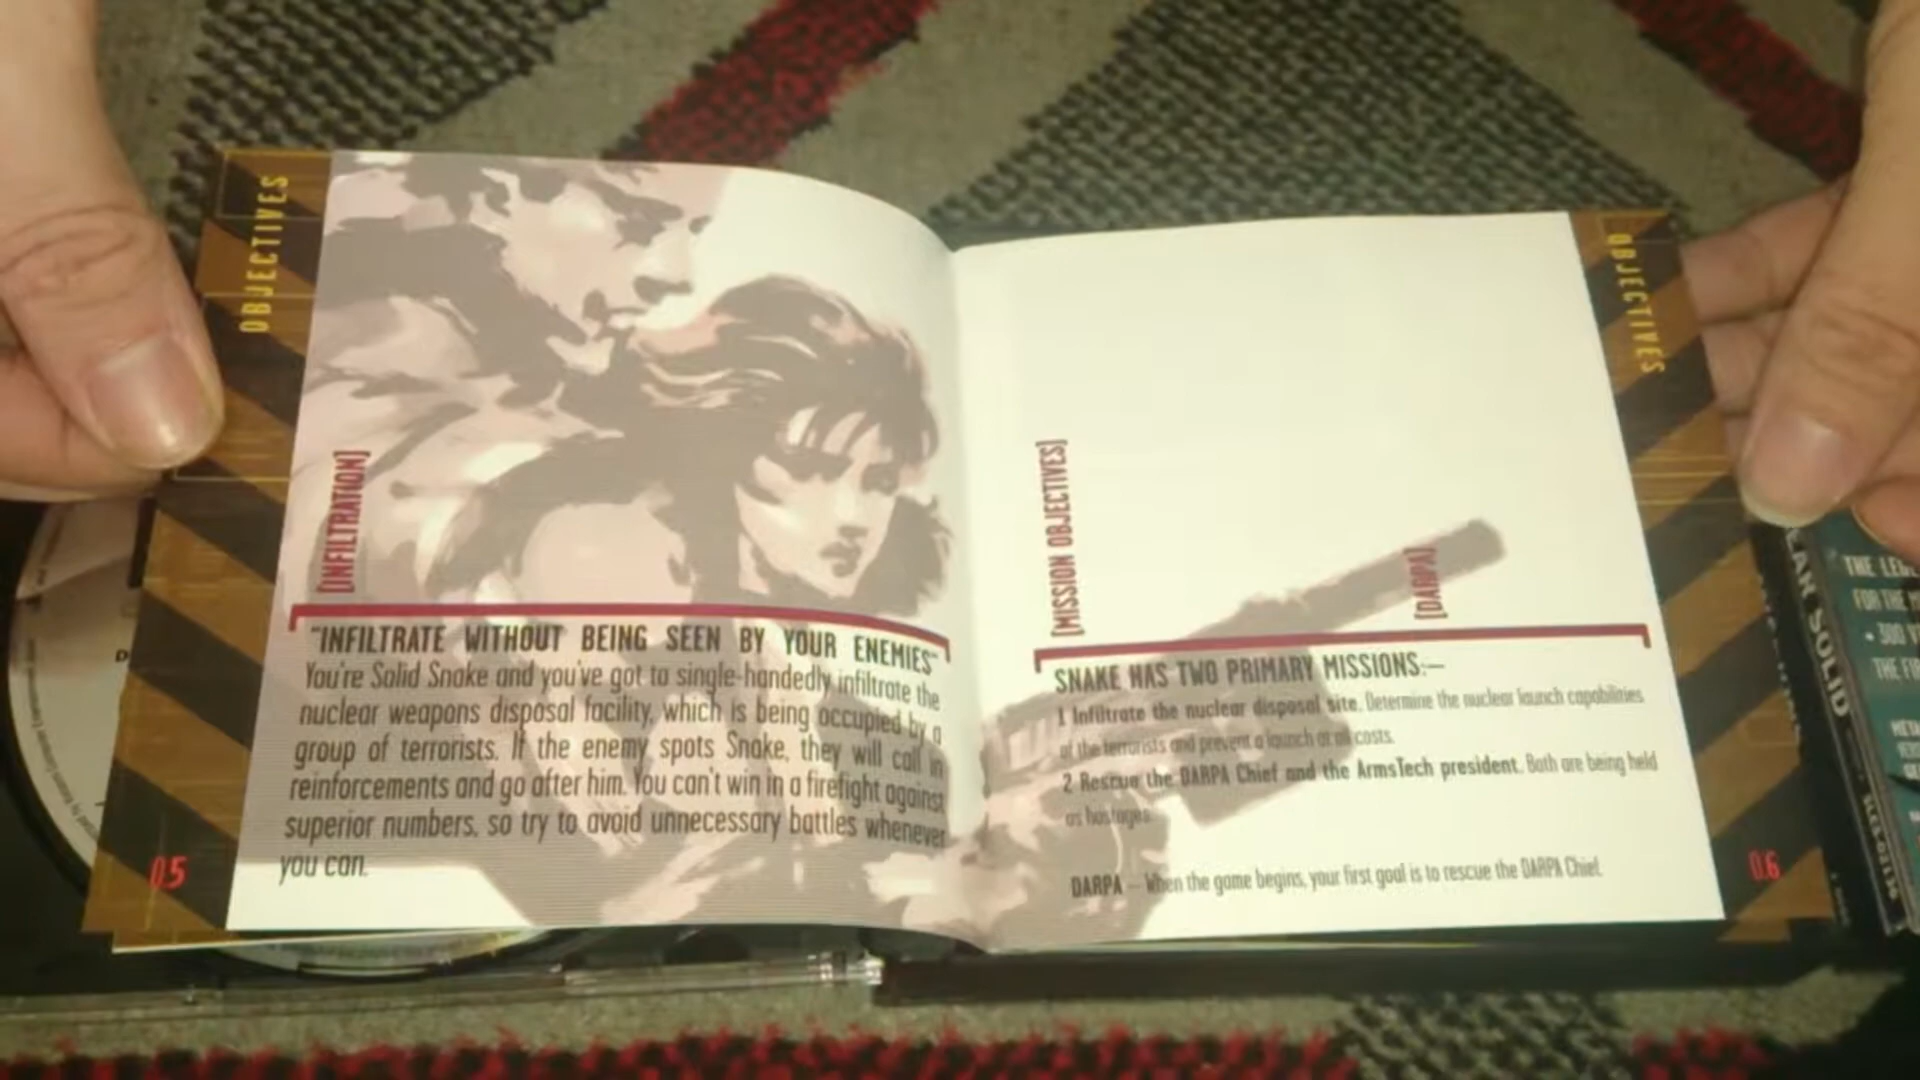 OBJECTIVES
[INFILTRATION]
"INFILTRATE WITHOUT BEING SEEN BY YOUR ENEMIES"
You're Solid Snake and you've got to single-handedly infiltrate the
nuclear weapons disposal facility, which is being occupied by a
group of terrorists. If the enemy spots Snake, they will call in
reinforcements and go after him. You can't win in a firefight against
superior numbers, so try to avoid unnecessary battles whenever
you can.
05
OBJECTIVES
[MISSION OBJECTIVES]
[DARPA]
SNAKE HAS TWO PRIMARY MISSIONS:–
1 Infiltrate the nuclear disposal site. Determine the nuclear launch capabilities
of the terrorists and prevent a launch at all costs.
2 Rescue the DARPA Chief and the ArmsTech president. Both are being held
as hostages.
DARPA – When the game begins, your first goal is to rescue the DARPA Chief.
06
SOLID
THE
FOR THE
THE